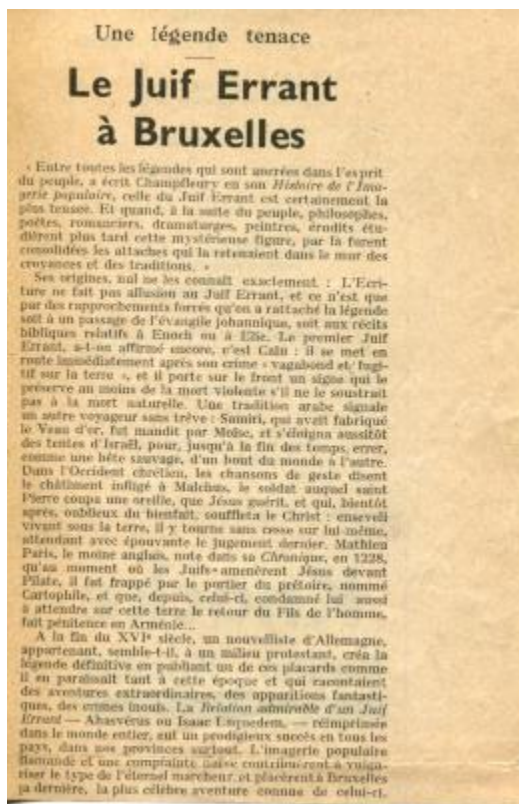 Une légende tenace
Le Juif Errant
à Bruxelles
« Entre toutes les légendes qui sont ancrées dans l'esprit
du peuple, a écrit Champfleury en son Histoire de l'Ima-
gerie populaire, celle du Juif Errant est certainement la
plus tenace. Et quand, à la suite du peuple, philosophes,
poètes, romanciers, dramaturges, peintres, érudits étu-
dièrent plus tard cette mystérieuse figure, par là furent
consolidées les attaches qui la retenaient dans le mur des
croyances et des traditions. »
Ses origines, nul ne les connaît exactement : L'Ecri-
ture ne fait pas allusion au Juif Errant, et ce n'est que
par des rapprochements forcés qu'on a rattaché la légende
soit à un passage de l'évangile johannique, soit aux récits
bibliques relatifs à Enoch ou à Elie. Le premier Juif
Errant, a-t-on affirmé encore, c'est Caïn : il se met en
route immédiatement après son crime « vagabond et fugi-
tif sur la terre », et il porte sur le front un signe qui le
préserve au moins de la mort violente s'il ne le soustrait
pas à la mort naturelle. Une tradition arabe signale
un autre voyageur sans trêve : Samiri, qui avait fabriqué
le Veau d'or, fut maudit par Moïse, et s'éloigna aussitôt
des tentes d'Israël, pour, jusqu'à la fin des temps, errer,
comme une bête sauvage, d'un bout du monde à l'autre.
Dans l'Occident chrétien, les chansons de geste disent
le châtiment infligé à Malchus, le soldat auquel saint
Pierre coupa une oreille, que Jésus guérit, et qui, bientôt
après, oublieux du bienfait, souffleta le Christ : enseveli
vivant sous la terre, il y tourne sans cesse sur lui-même,
attendant avec épouvante le jugement dernier. Mathieu
Paris, le moine anglais, note dans sa Chronique, en 1228,
qu'au moment où les Juifs amenèrent Jésus devant
Pilate, il fut frappé par le portier du prétoire, nommé
Cartophile, et que, depuis, celui-ci, condamné lui aussi
à attendre sur cette terre le retour du Fils de l'homme,
fait pénitence en Arménie...
A la fin du XVIe siècle, un nouvelliste d'Allemagne,
appartenant, semble-t-il, à un milieu protestant, créa la
légende définitive en publiant un de ces placards comme
il en paraissait tant à cette époque et qui racontaient
des aventures extraordinaires, des apparitions fantasti-
ques, des crimes inouïs. La Relation admirable d'un Juif
Errant — Ahasvérus ou Isaac Laquedem, — réimprimée
dans le monde entier, eut un prodigieux succès en tous les
pays, dans nos provinces surtout. L'imagerie populaire
flamande et une complainte naïve contribuèrent à vulga-
riser le type de l'éternel marcheur et placèrent à Bruxelles
la dernière, la plus célèbre aventure connue de celui-ci.